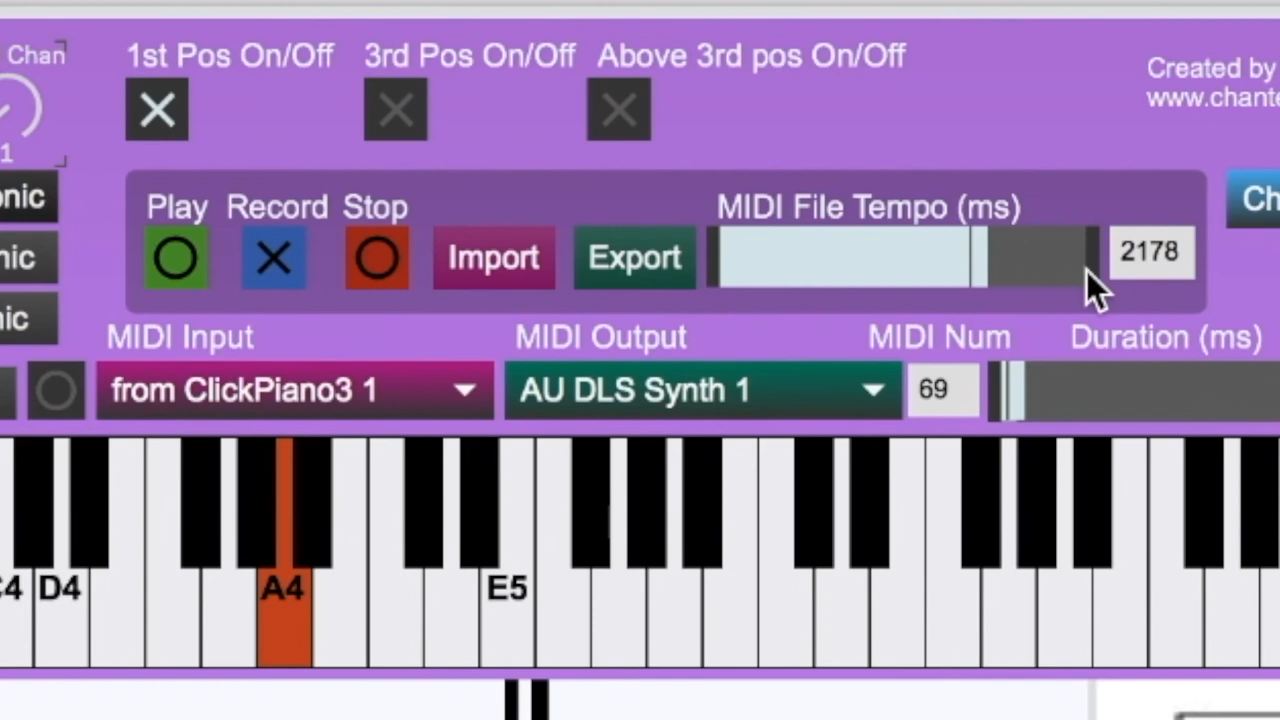 Chan
1st Pos On/Off 3rd Pos On/Off Above 3rd pos On/Off
Created by
www.chante
1
onic
Play Record Stop MIDI File Tempo (ms)
Ch
Import Export 2178
nic
nic
MIDI Input MIDI Output MIDI Num Duration (ms)
from ClickPiano3 1 AU DLS Synth 1 69
C4 D4 A4 E5